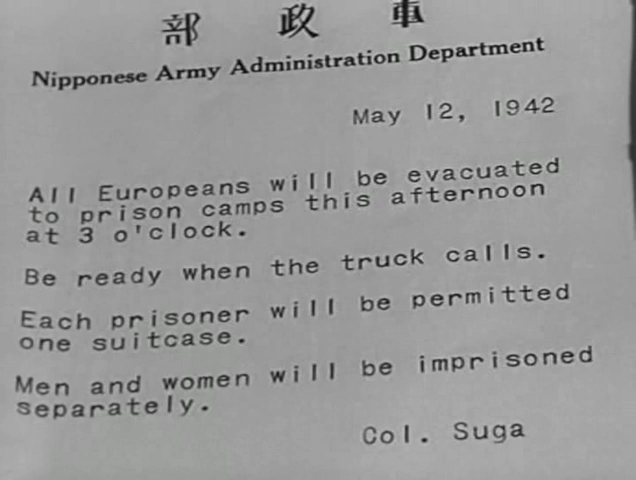 部政軍
Nipponese Army Administration Department
May 12, 1942
All Europeans will be evacuated
to prison camps this afternoon
at 3 o'clock.
Be ready when the truck calls.
Each prisoner will be permitted
one suitcase.
Men and women will be imprisoned
separately.
Col. Suga